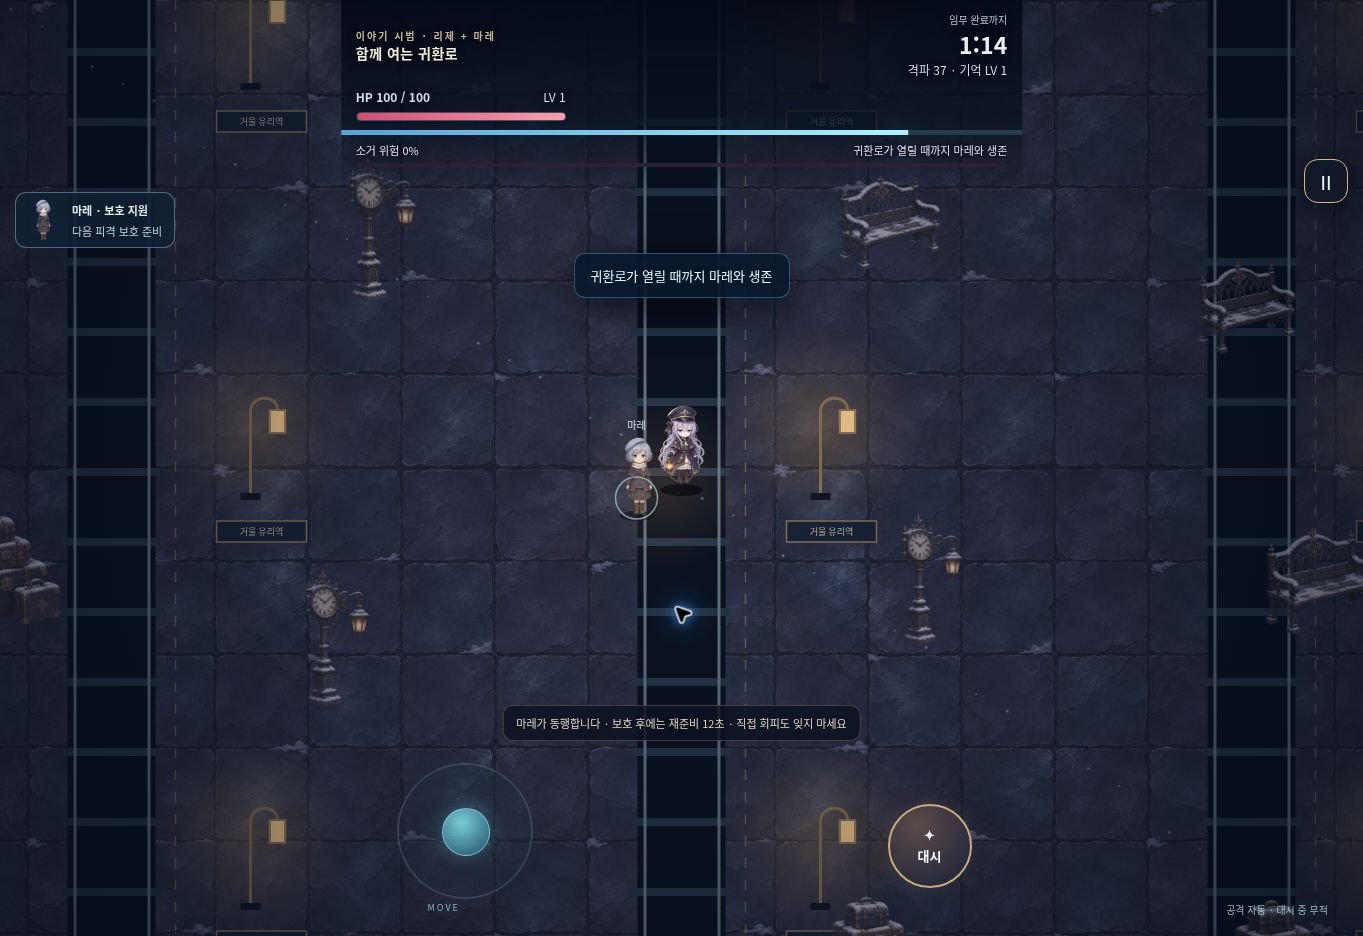 이야기 시범 · 리제 + 마레
함께 여는 귀환로
임무 완료까지
1:14
격파 37 · 기억 LV 1
HP 100 / 100
LV 1
소거 위험 0%
귀환로가 열릴 때까지 마레와 생존
거울 유리역
거울 유리역
마레 · 보호 지원
다음 피격 보호 준비
귀환로가 열릴 때까지 마레와 생존
마레
거울 유리역
거울 유리역
마레가 동행합니다 · 보호 후에는 재준비 12초 · 직접 회피도 잊지 마세요
✦
대시
MOVE
공격 자동 · 대시 중 무적